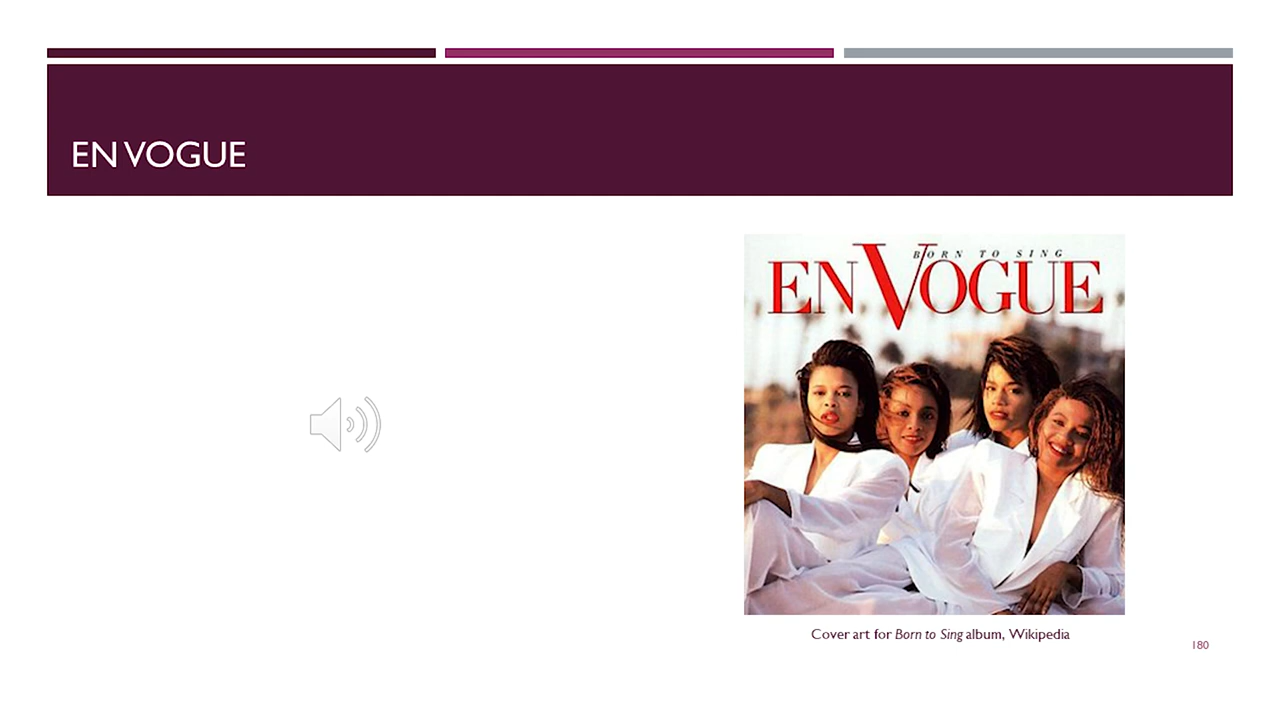 EN VOGUE
BORN TO SING
EN VOGUE
Cover art for Born to Sing album, Wikipedia
180